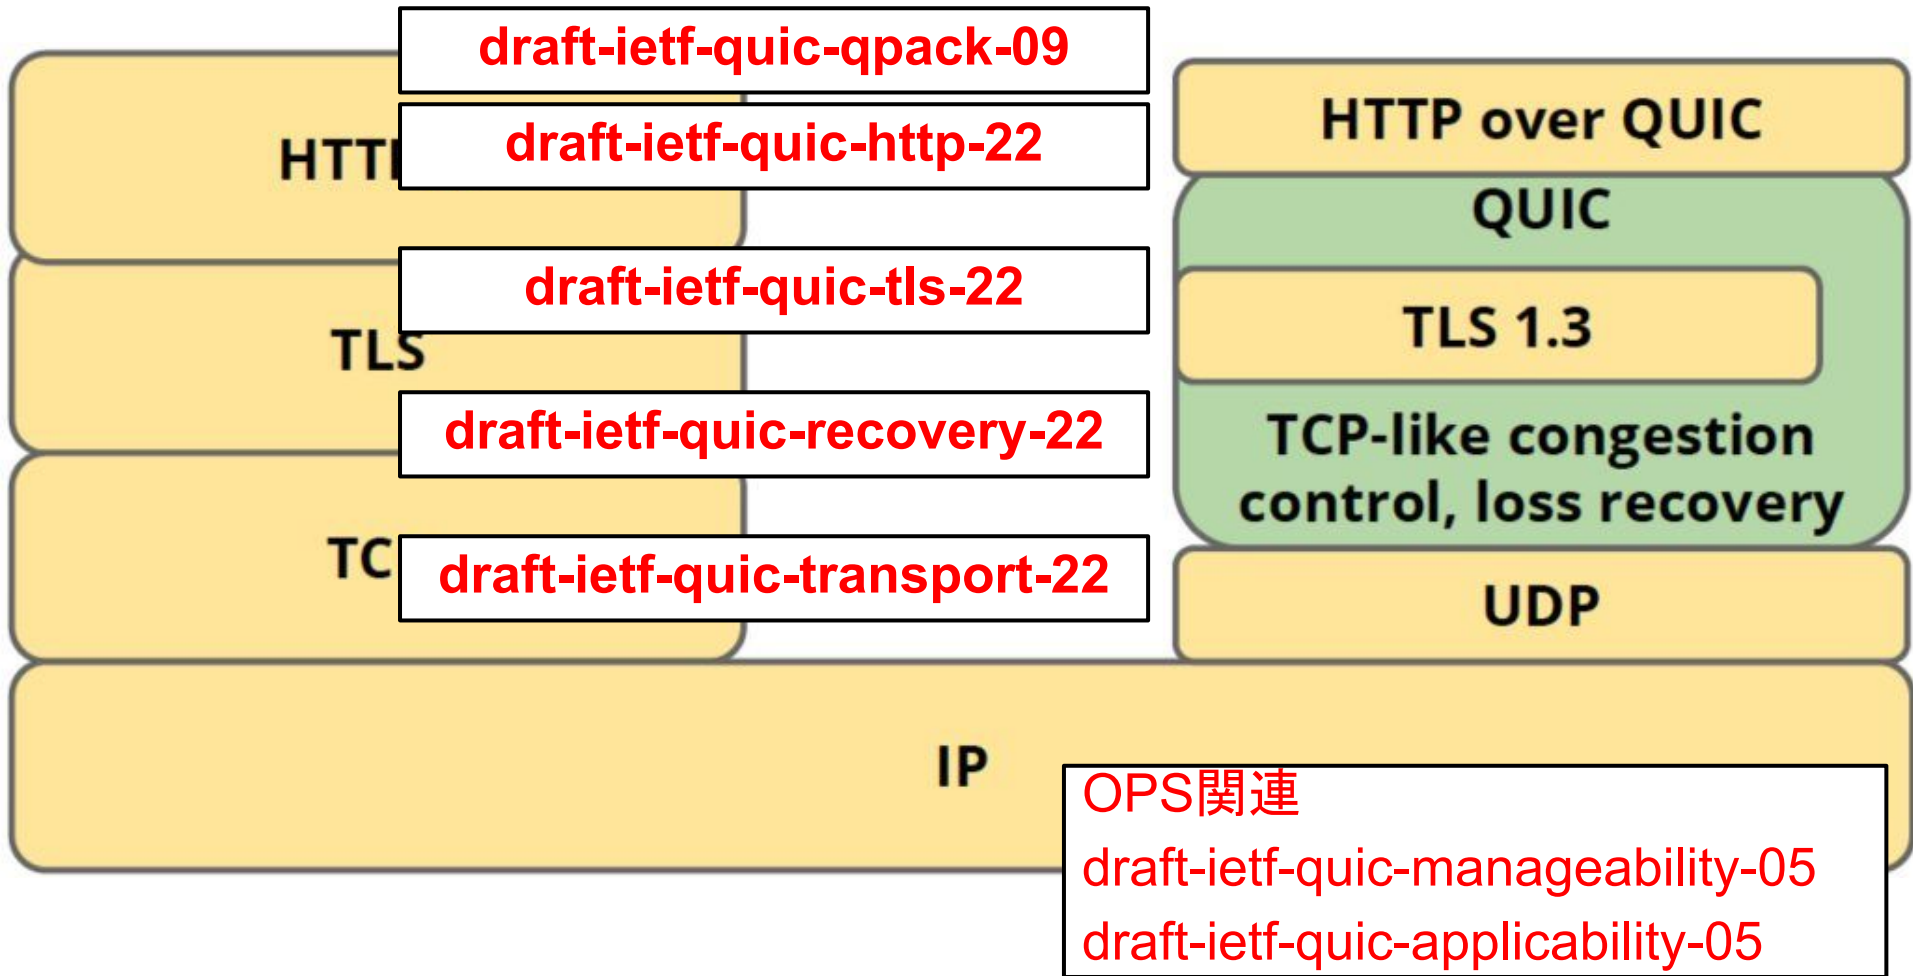 draft-ietf-quic-qpack-09
draft-ietf-quic-http-22
draft-ietf-quic-tls-22
draft-ietf-quic-recovery-22
draft-ietf-quic-transport-22
TLS
HTTP over QUIC
QUIC
TLS 1.3
TCP-like congestion
control, loss recovery
UDP
IP
OPS関連
draft-ietf-quic-manageability-05
draft-ietf-quic-applicability-05